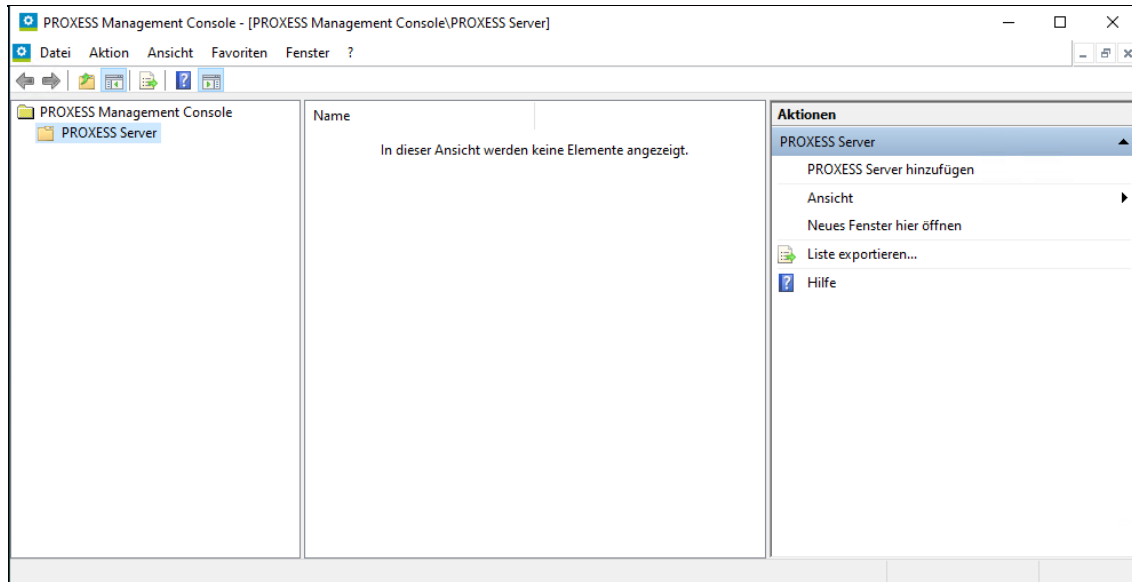 PROXESS Management Console - [PROXESS Management Console\PROXESS Server]
Datei Aktion Ansicht Favoriten Fenster ?
PROXESS Management Console
PROXESS Server
Name
In dieser Ansicht werden keine Elemente angezeigt.
Aktionen
PROXESS Server
PROXESS Server hinzufügen
Ansicht
Neues Fenster hier öffnen
Liste exportieren...
Hilfe